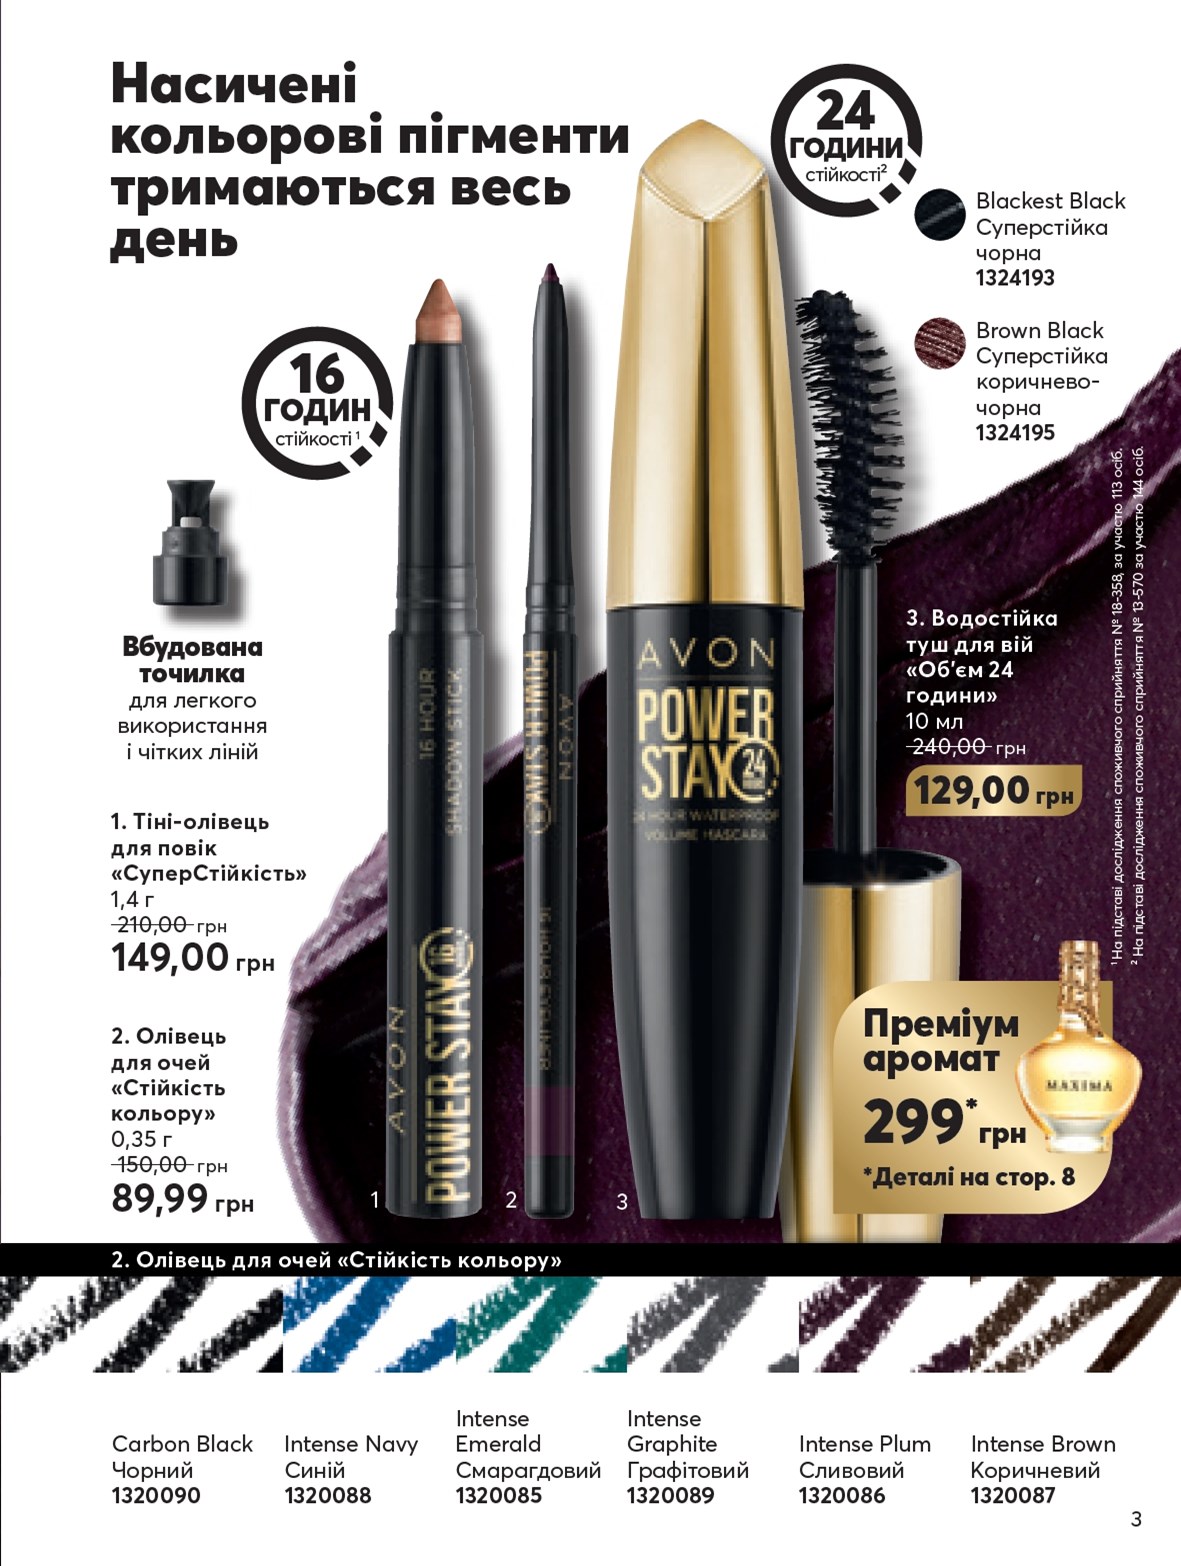 Насичені
кольорові пігменти
тримаються весь
день
24
ГОДИНИ
стійкості²
Blackest Black
Суперстійка
чорна
1324193
Brown Black
Суперстійка
коричнево-
чорна
1324195
16
ГОДИН
стійкості¹
Вбудована
точилка
для легкого
використання
і чітких ліній
1. Тіні-олівець
для повік
«СуперСтійкість»
1,4 г
210,00 грн
149,00 грн
2. Олівець
для очей
«Стійкість
кольору»
0,35 г
150,00 грн
89,99 грн
AVON
POWER STAY 16
16 HOUR
SHADOW STICK
1
AVON
POWER STAY
16 HOUR EYE LINER
2
AVON
POWER
STAY 24
24 HOUR WATERPROOF
VOLUME MASCARA
3
3. Водостійка
туш для вій
«Об’єм 24
години»
10 мл
240,00 грн
129,00 грн
¹ На підставі дослідження споживчого сприйняття № 18-358, за участю 113 осіб.
² На підставі дослідження споживчого сприйняття № 13-570 за участю 144 осіб.
Преміум
аромат
299* грн
*Деталі на стор. 8
MAXIMA
2. Олівець для очей «Стійкість кольору»
Carbon Black
Чорний
1320090
Intense Navy
Синій
1320088
Intense
Emerald
Смарагдовий
1320085
Intense
Graphite
Графітовий
1320089
Intense Plum
Сливовий
1320086
Intense Brown
Коричневий
1320087
3